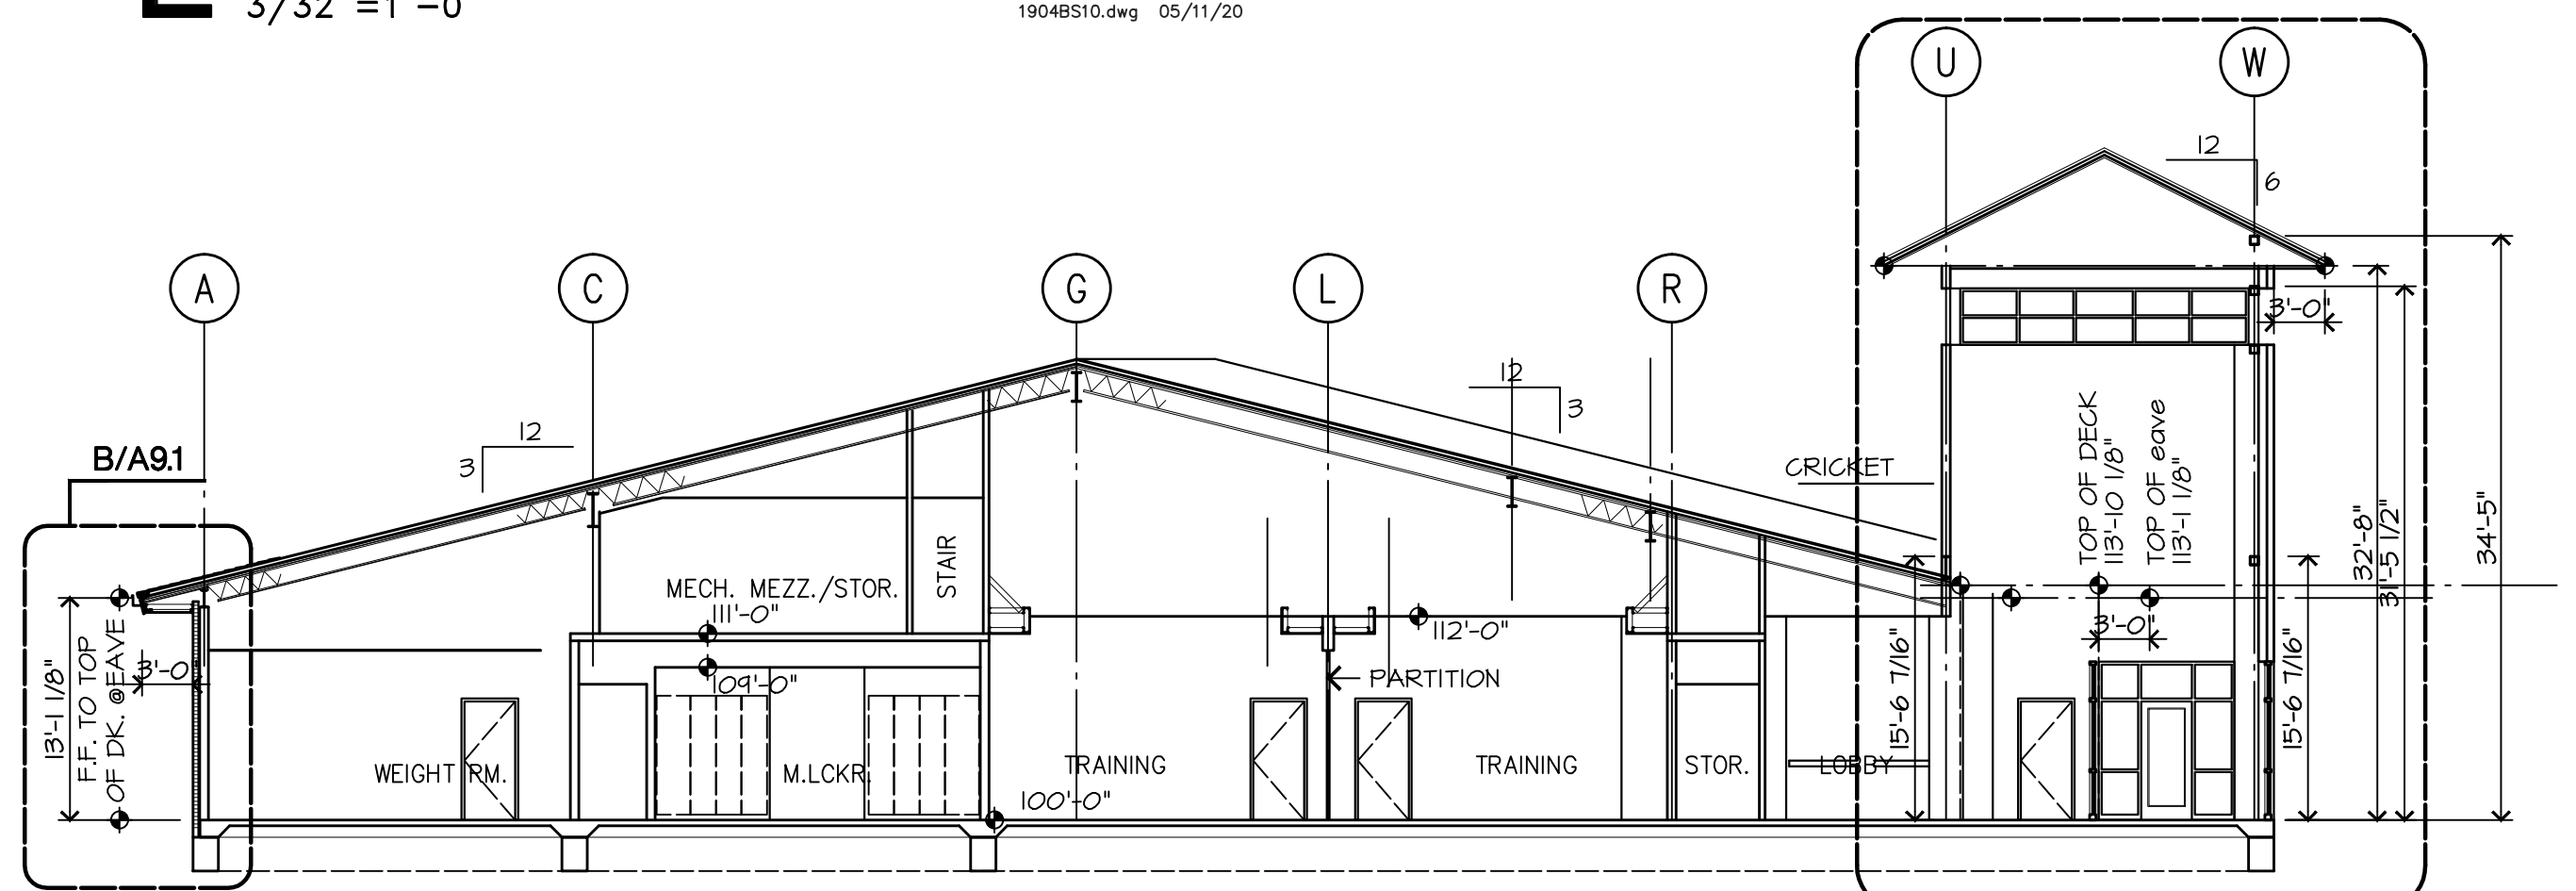 3/32"=1'-0"
1904BS10.dwg 05/11/20
U
W
12
6
A
C
G
L
R
3'-0"
12
3
12
3
B/A9.1
CRICKET
TOP OF DECK
113'-10 1/8"
TOP OF eave
113'-1 1/8"
32'-8"
31'-5 1/2"
34'-5"
STAIR
MECH. MEZZ./STOR.
111'-0"
112'-0"
109'-0"
PARTITION
3'-0"
3'-0"
13'-1 1/8"
F.F. TO TOP
OF DK. @EAVE
15'-6 7/16"
15'-6 7/16"
WEIGHT RM.
M.LCKR.
TRAINING
TRAINING
STOR.
LOBBY
100'-0"